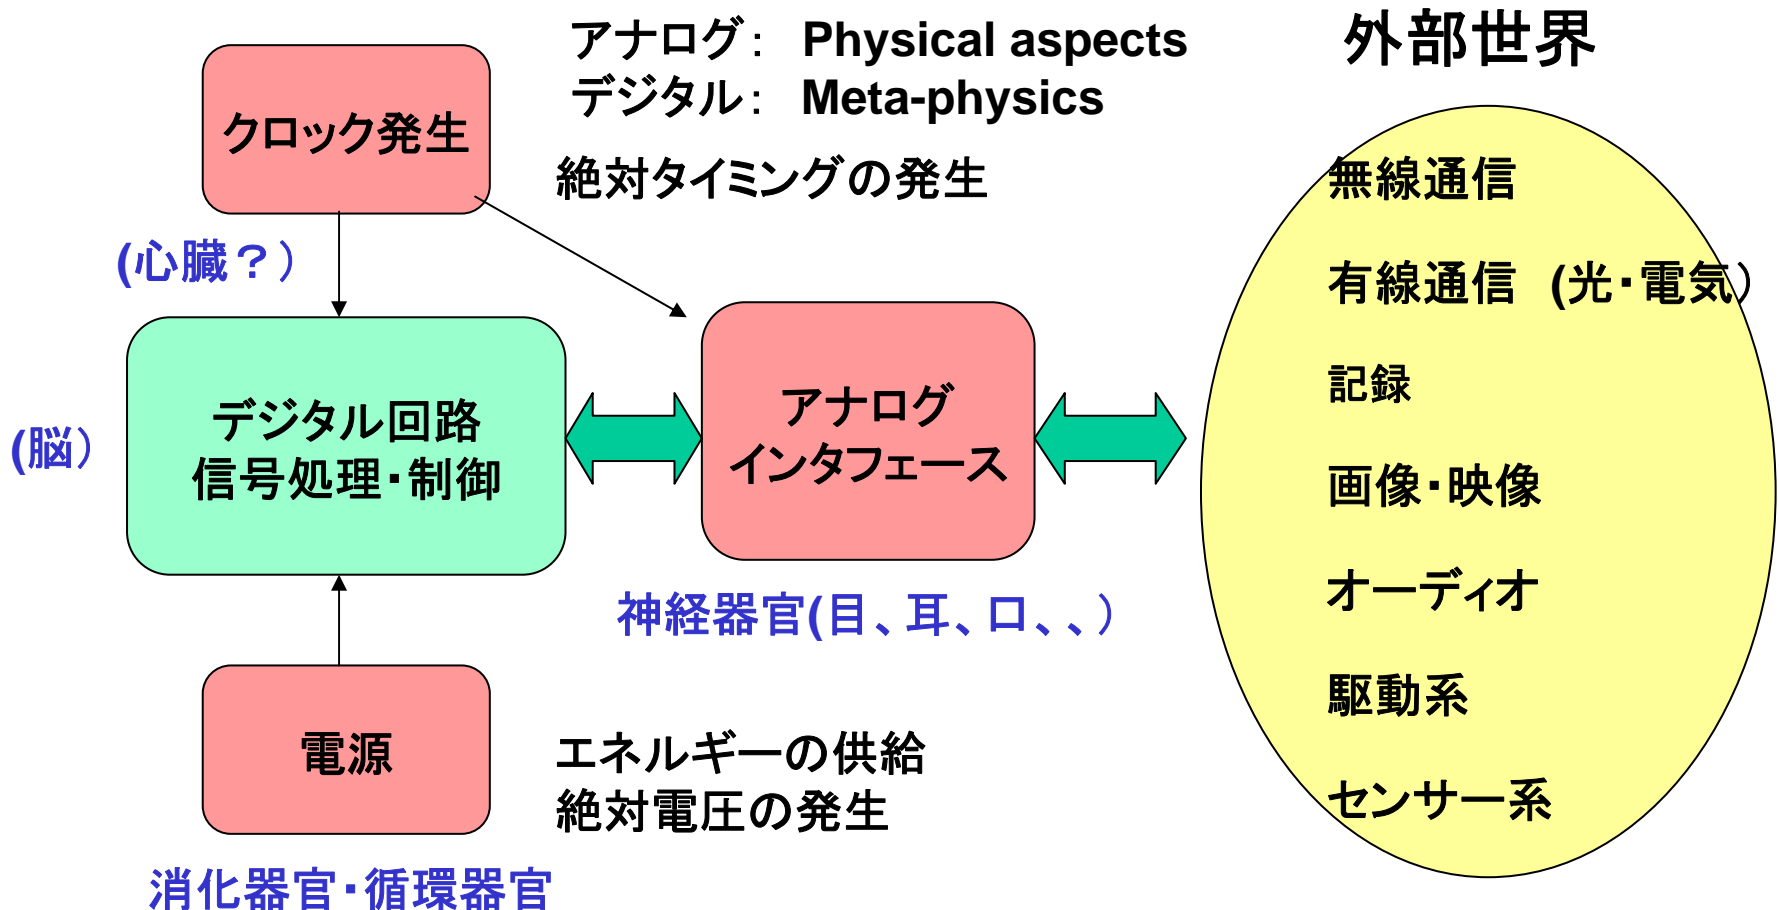 アナログ： Physical aspects
デジタル： Meta-physics
外部世界
クロック発生
絶対タイミングの発生
(心臓？）
デジタル回路
信号処理・制御
(脳）
アナログ
インタフェース
神経器官(目、耳、口、、）
電源
エネルギーの供給
絶対電圧の発生
消化器官・循環器官
無線通信
有線通信 (光・電気）
記録
画像・映像
オーディオ
駆動系
センサー系